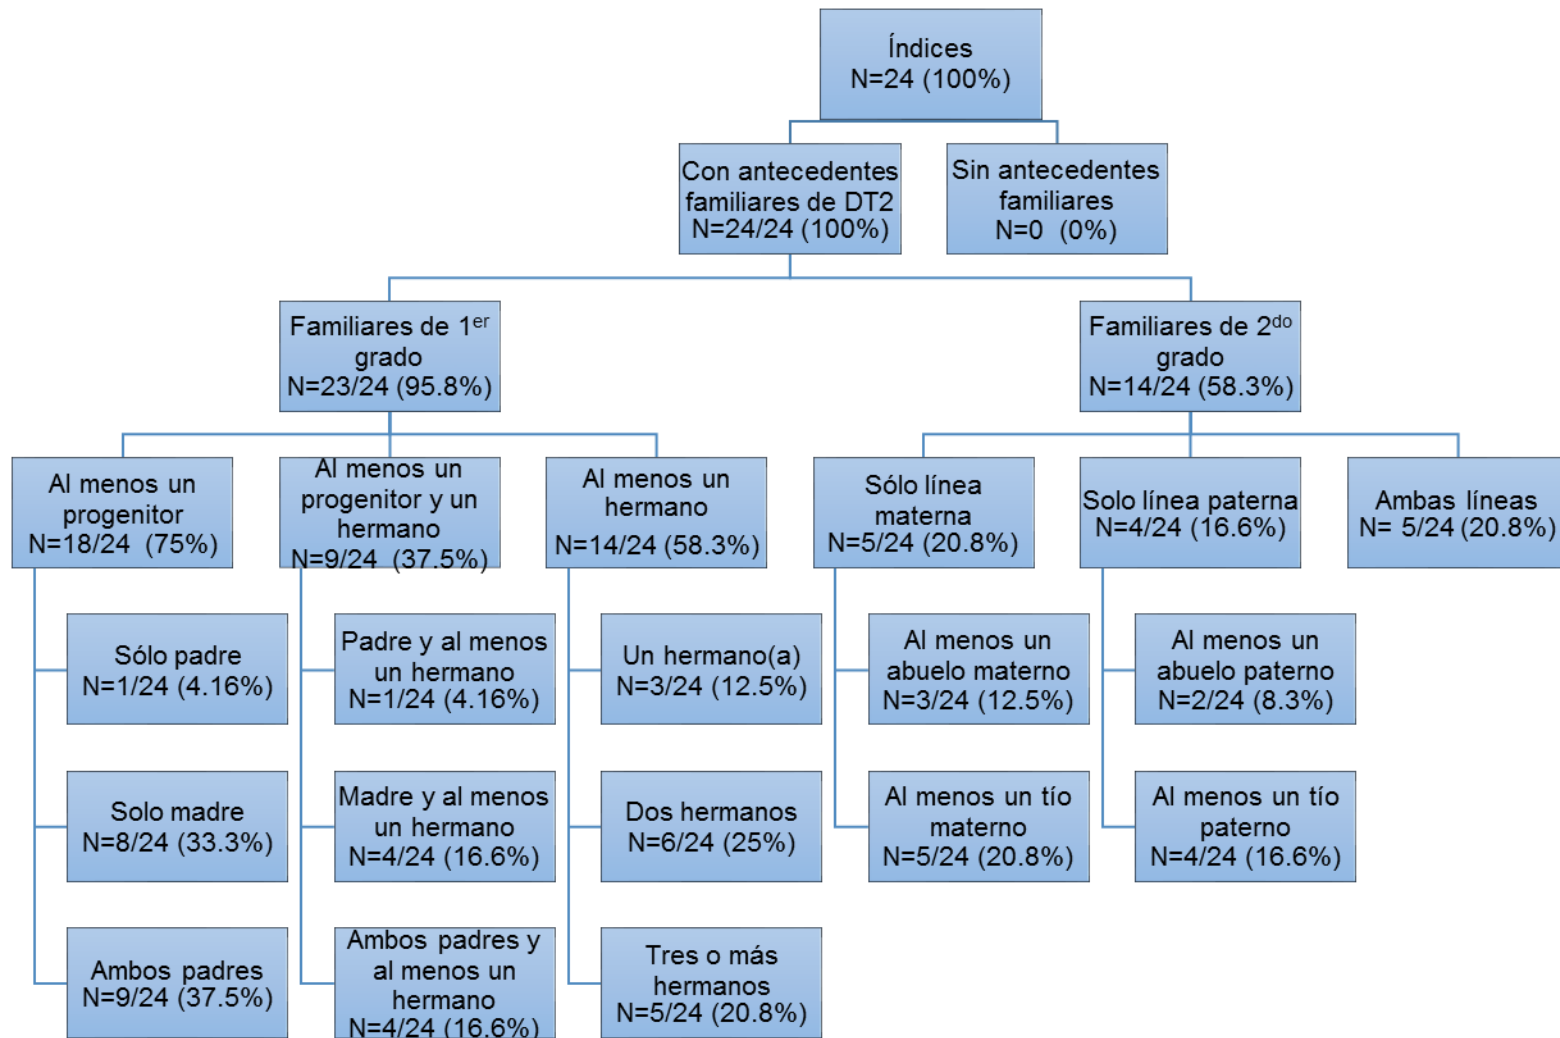 Índices
N=24 (100%)
Con antecedentes
familiares de DT2
N=24/24 (100%)
Sin antecedentes
familiares
N=0 (0%)
Familiares de 1er
grado
N=23/24 (95.8%)
Familiares de 2do
grado
N=14/24 (58.3%)
Al menos un
progenitor
N=18/24 (75%)
Al menos un
progenitor y un
hermano
N=9/24 (37.5%)
Al menos un
hermano
N=14/24 (58.3%)
Sólo línea
materna
N=5/24 (20.8%)
Solo línea paterna
N=4/24 (16.6%)
Ambas líneas
N= 5/24 (20.8%)
Sólo padre
N=1/24 (4.16%)
Padre y al menos
un hermano
N=1/24 (4.16%)
Un hermano(a)
N=3/24 (12.5%)
Al menos un
abuelo materno
N=3/24 (12.5%)
Al menos un
abuelo paterno
N=2/24 (8.3%)
Solo madre
N=8/24 (33.3%)
Madre y al menos
un hermano
N=4/24 (16.6%)
Dos hermanos
N=6/24 (25%)
Al menos un tío
materno
N=5/24 (20.8%)
Al menos un tío
paterno
N=4/24 (16.6%)
Ambos padres
N=9/24 (37.5%)
Ambos padres y
al menos un
hermano
N=4/24 (16.6%)
Tres o más
hermanos
N=5/24 (20.8%)